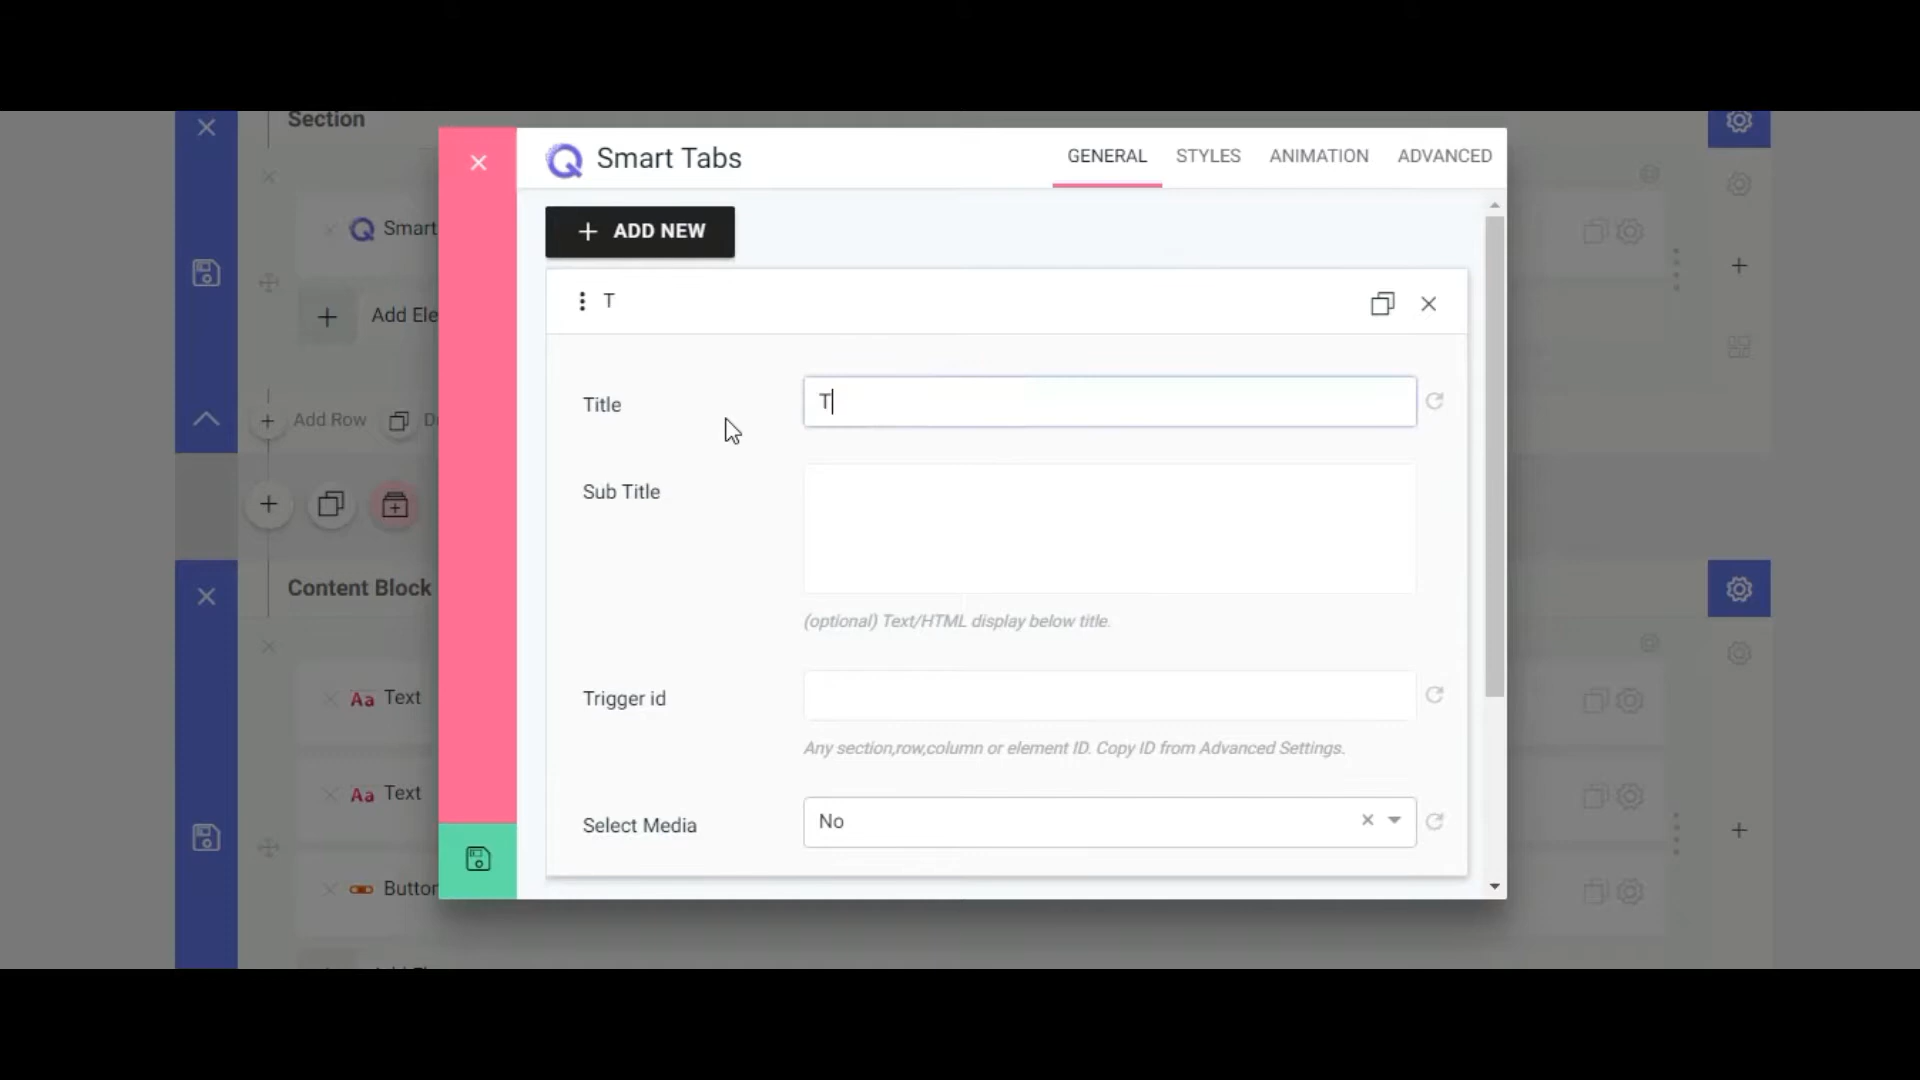 Section
Smart Tabs
GENERAL
STYLES
ANIMATION
ADVANCED
ADD NEW
Smart
T
Add Ele
Title
T
Add Row
Sub Title
(optional) Text/HTML display below title.
Content Block
Trigger id
Text
Any section,row,column or element ID. Copy ID from Advanced Settings.
Aa Text
Aa
Select Media
No
Button